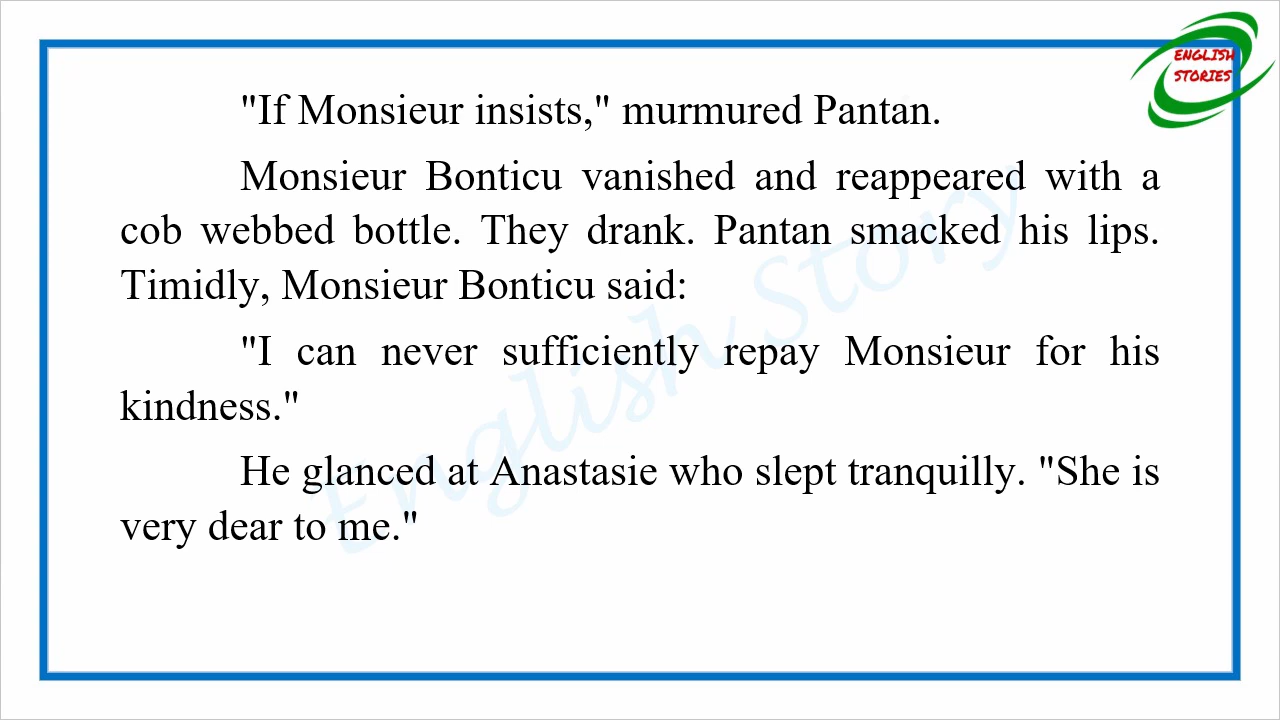 ENGLISH
STORIES
"If Monsieur insists," murmured Pantan.
Monsieur Bonticu vanished and reappeared with a
cob webbed bottle. They drank. Pantan smacked his lips.
Timidly, Monsieur Bonticu said:
"I can never sufficiently repay Monsieur for his
kindness."
He glanced at Anastasie who slept tranquilly. "She is
very dear to me."
English Story